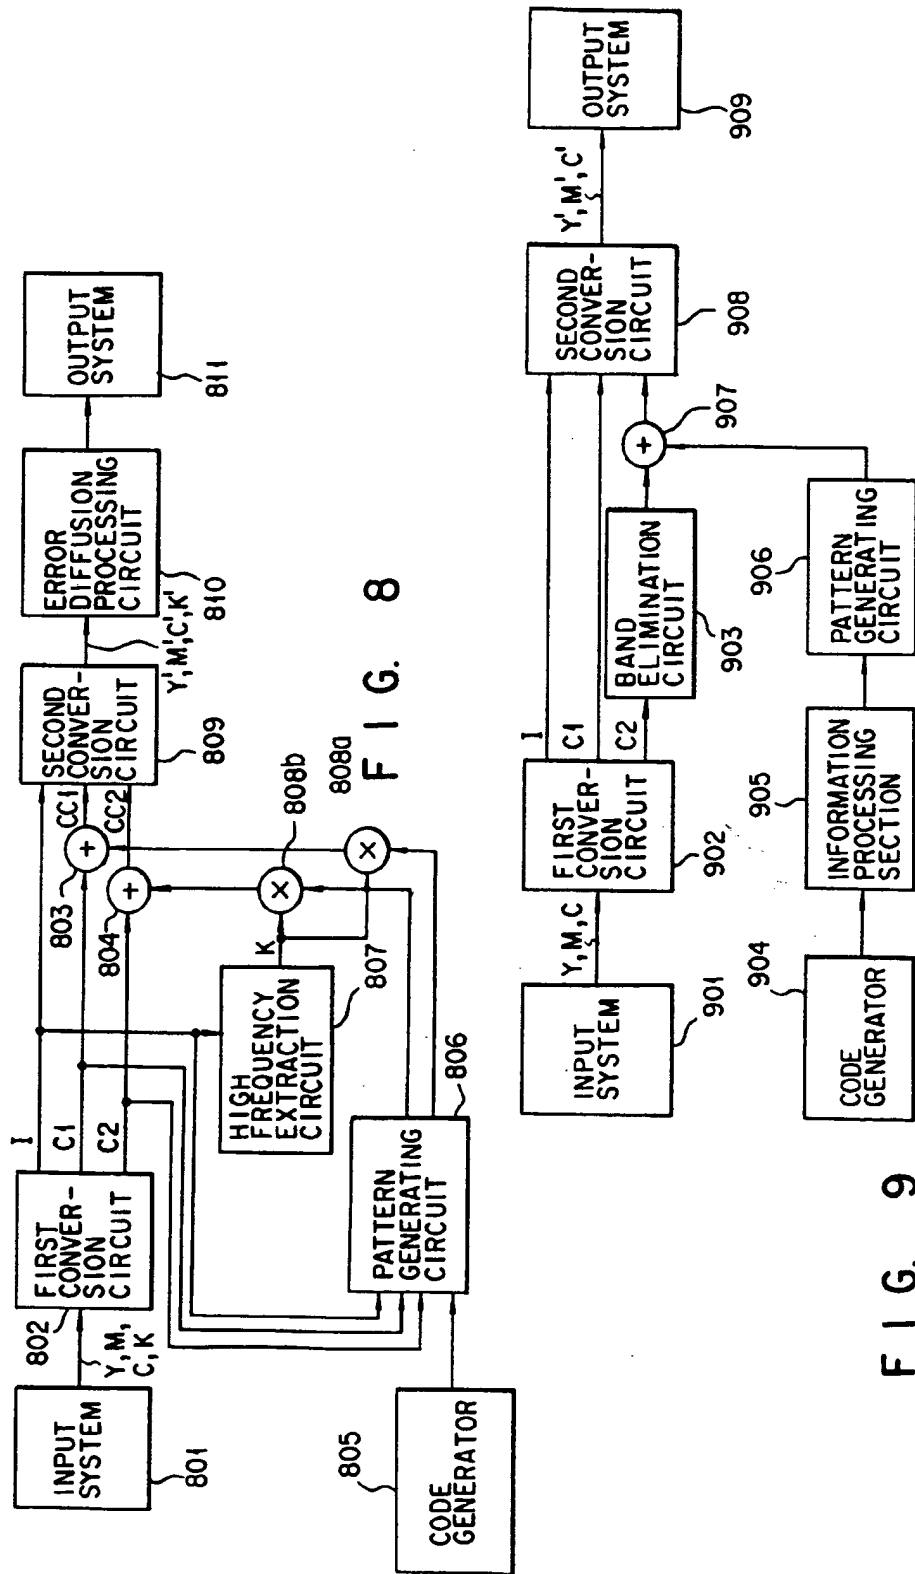 INPUT
SYSTEM
801
Y, M,
C, K
802
FIRST
CONVER-
SION
CIRCUIT
I
C1
C2
803
804
+
+
CC1
CC2
SECOND
CONVER-
SION
CIRCUIT
809
Y',M',C',K'
ERROR
DIFFUSION
PROCESSING
CIRCUIT
810
OUTPUT
SYSTEM
811
HIGH
FREQUENCY
EXTRACTION
CIRCUIT
807
K
×
808b
×
808a
805
CODE
GENERATOR
PATTERN
GENERATING
CIRCUIT
806
FIG. 8
INPUT
SYSTEM
901
Y, M, C
FIRST
CONVER-
SION
CIRCUIT
902
I
C1
C2
BAND
ELIMINATION
CIRCUIT
903
+
907
SECOND
CONVER-
SION
CIRCUIT
908
Y',M',C'
OUTPUT
SYSTEM
909
904
CODE
GENERATOR
905
INFORMATION
PROCESSING
SECTION
906
PATTERN
GENERATING
CIRCUIT
FIG. 9